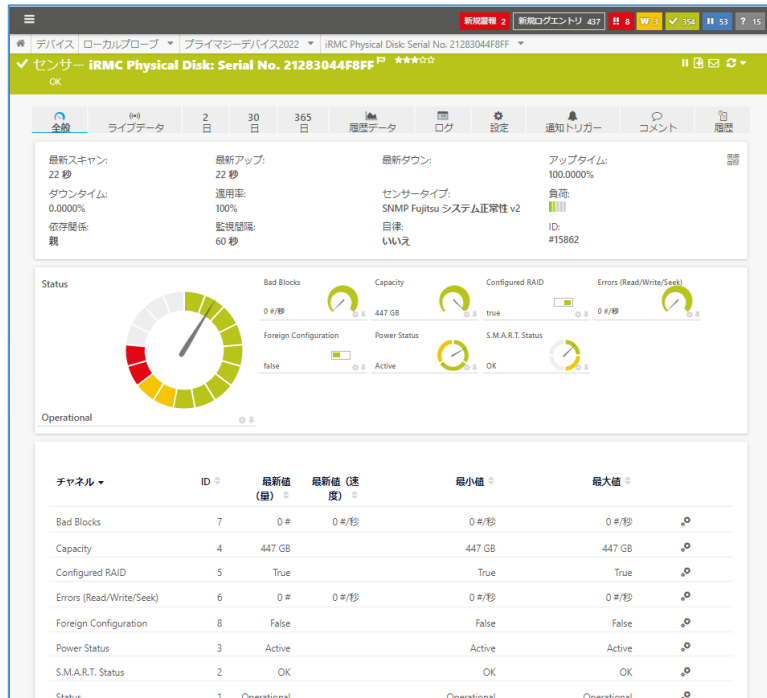 新規警報 2 新規ログエントリ 437 !! 8 W 3 ✓ 354 II 53 ? 15
デバイス ローカルプローブ プライマジーデバイス2022 iRMC Physical Disk: Serial No. 21283044F8FF
センサー iRMC Physical Disk: Serial No. 21283044F8FF ★★★☆☆
OK
全般 ライブデータ 2日 30日 365日 履歴データ ログ 設定 通知トリガー コメント 履歴
最新スキャン: 最新アップ: 最新ダウン: アップタイム:
22 秒 22 秒 100.0000%
ダウンタイム: 適用率: センサータイプ: 負荷:
0.0000% 100% SNMP Fujitsu システム正常性 v2
依存関係: 監視間隔: 自律: ID:
親 60 秒 いいえ #15862
Status
Bad Blocks Capacity Configured RAID Errors (Read/Write/Seek)
0 #/秒 447 GB true 0 #/秒
Foreign Configuration Power Status S.M.A.R.T. Status
false Active OK
Operational
チャネル ID 最新値（量） 最新値（速度） 最小値 最大値
Bad Blocks 7 0 # 0 #/秒 0 #/秒 0 #/秒
Capacity 4 447 GB 447 GB 447 GB
Configured RAID 5 True True True
Errors (Read/Write/Seek) 6 0 # 0 #/秒 0 #/秒 0 #/秒
Foreign Configuration 8 False False False
Power Status 3 Active Active Active
S.M.A.R.T. Status 2 OK OK OK
Status 1 Operational Operational Operational